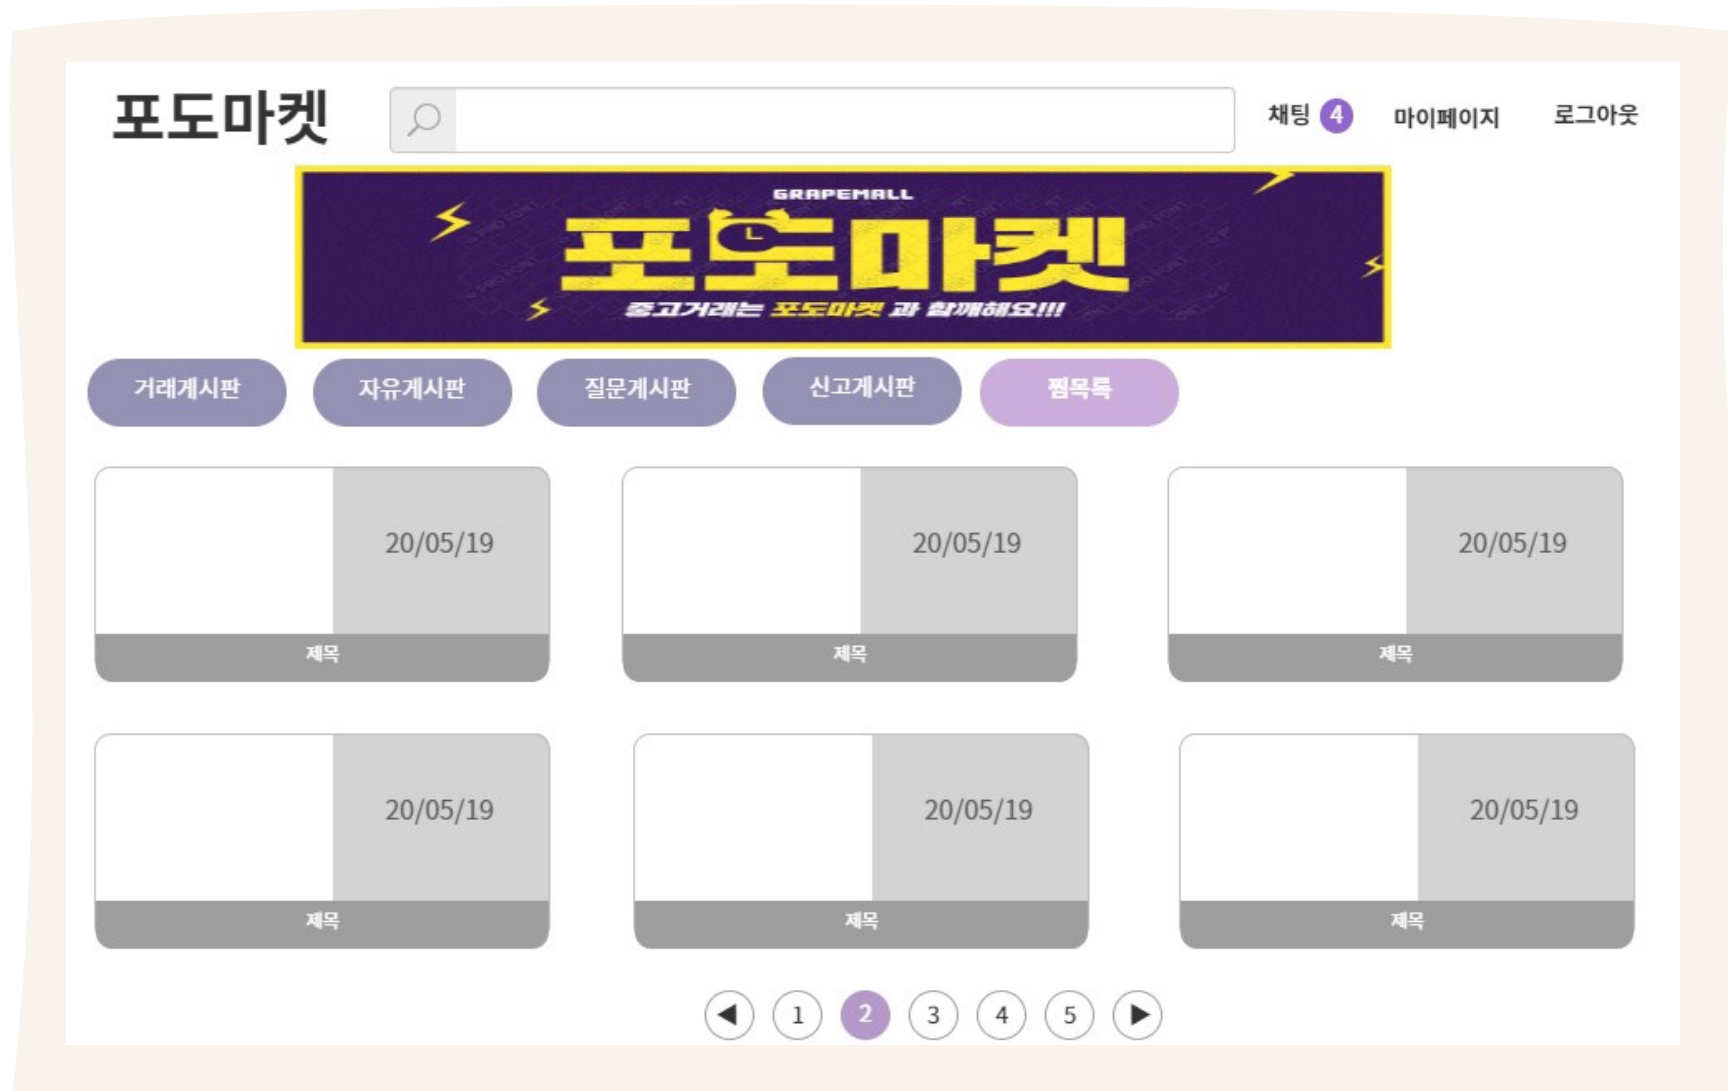 포도마켓
채팅 4 마이페이지 로그아웃
GRAPEMALL
포도마켓
중고거래는 포도마켓 과 함께해요!!!
거래게시판 자유게시판 질문게시판 신고게시판 찜목록
20/05/19 20/05/19 20/05/19
제목 제목 제목
20/05/19 20/05/19 20/05/19
제목 제목 제목
1 2 3 4 5